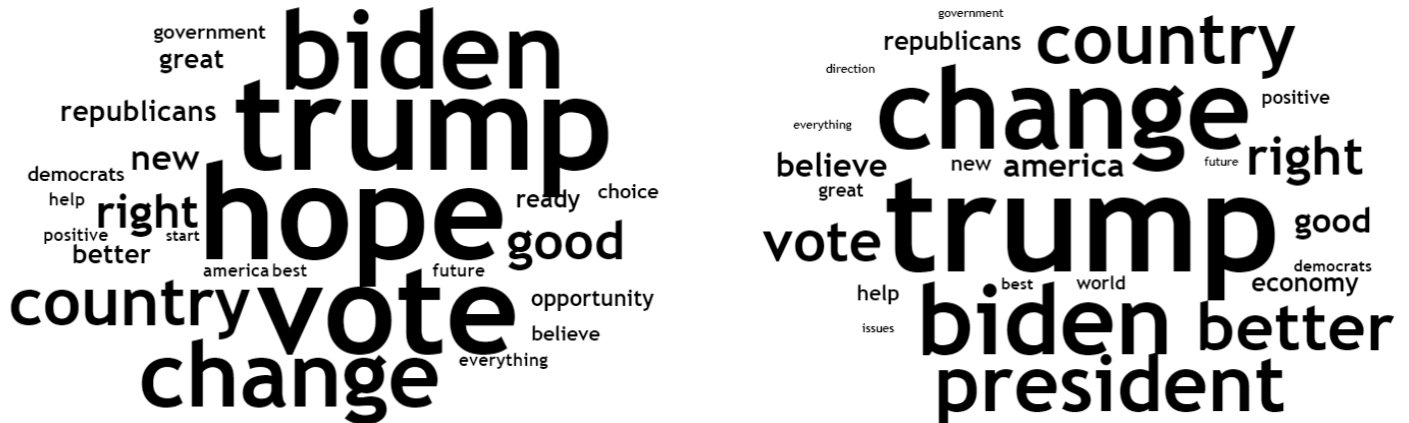 government
biden
great
trump
republicans
new
democrats
hope
help
right
ready
choice
positive
start
good
better
america
best
future
country
vote
opportunity
believe
change
everything
government
republicans
country
direction
change
positive
everything
believe
new
america
future
right
great
trump
vote
good
democrats
help
best
world
economy
issues
biden
better
president